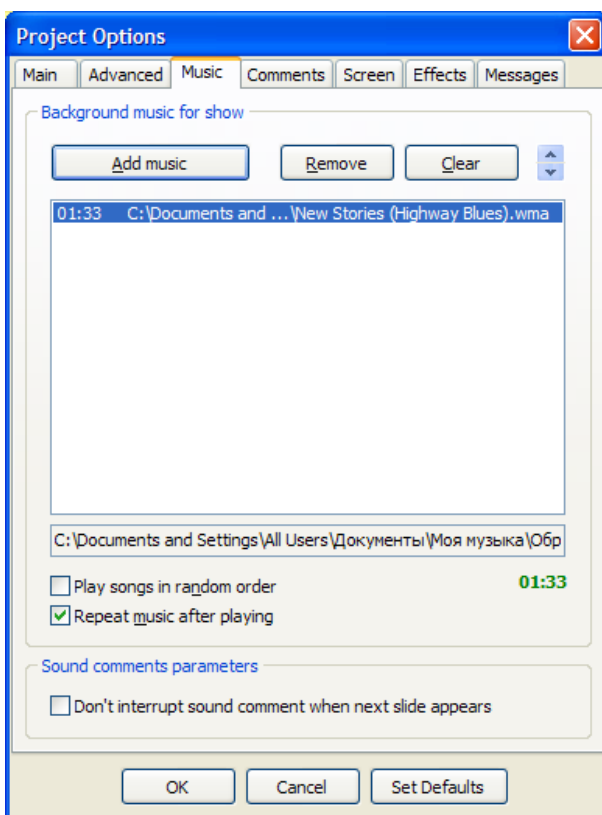 Project Options
Main Advanced Music Comments Screen Effects Messages
Background music for show
Add music Remove Clear
01:33 C:\Documents and ...\New Stories (Highway Blues).wma
C:\Documents and Settings\All Users\Документы\Моя музыка\Обр
Play songs in random order 01:33
Repeat music after playing
Sound comments parameters
Don't interrupt sound comment when next slide appears
OK Cancel Set Defaults